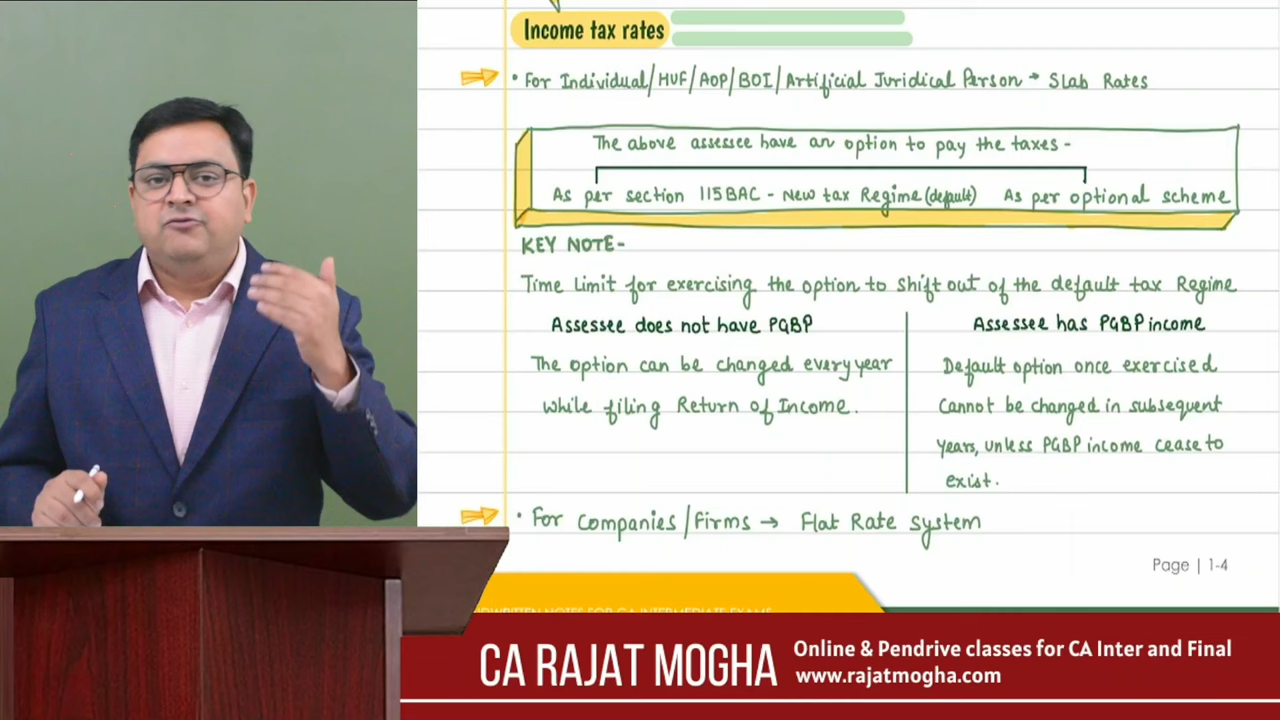 Income tax rates
• For Individual/HUF/AOP/BOI/Artificial Juridical Person → Slab Rates
The above assessee have an option to pay the taxes -
As per section 115BAC - New tax Regime (default) As per optional scheme
KEY NOTE -
Time Limit for exercising the option to shift out of the default tax Regime
Assessee does not have PGBP
The option can be changed every year
while filing Return of Income.
Assessee has PGBP income
Default option once exercised
Cannot be changed in subsequent
years, unless PGBP income cease to
exist.
• For Companies/Firms → Flat Rate system
Page | 1-4
NOTES FOR CA INTERMEDIATE EXAMS
CA RAJAT MOGHA
Online & Pendrive classes for CA Inter and Final
www.rajatmogha.com